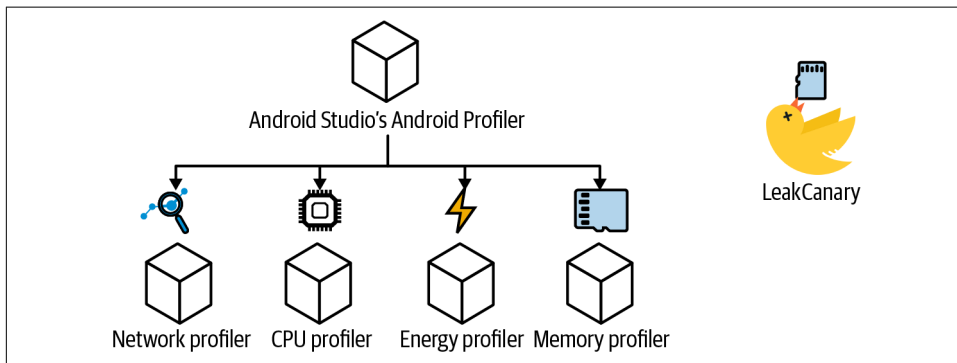 Android Studio's Android Profiler
LeakCanary
Network profiler
CPU profiler
Energy profiler
Memory profiler